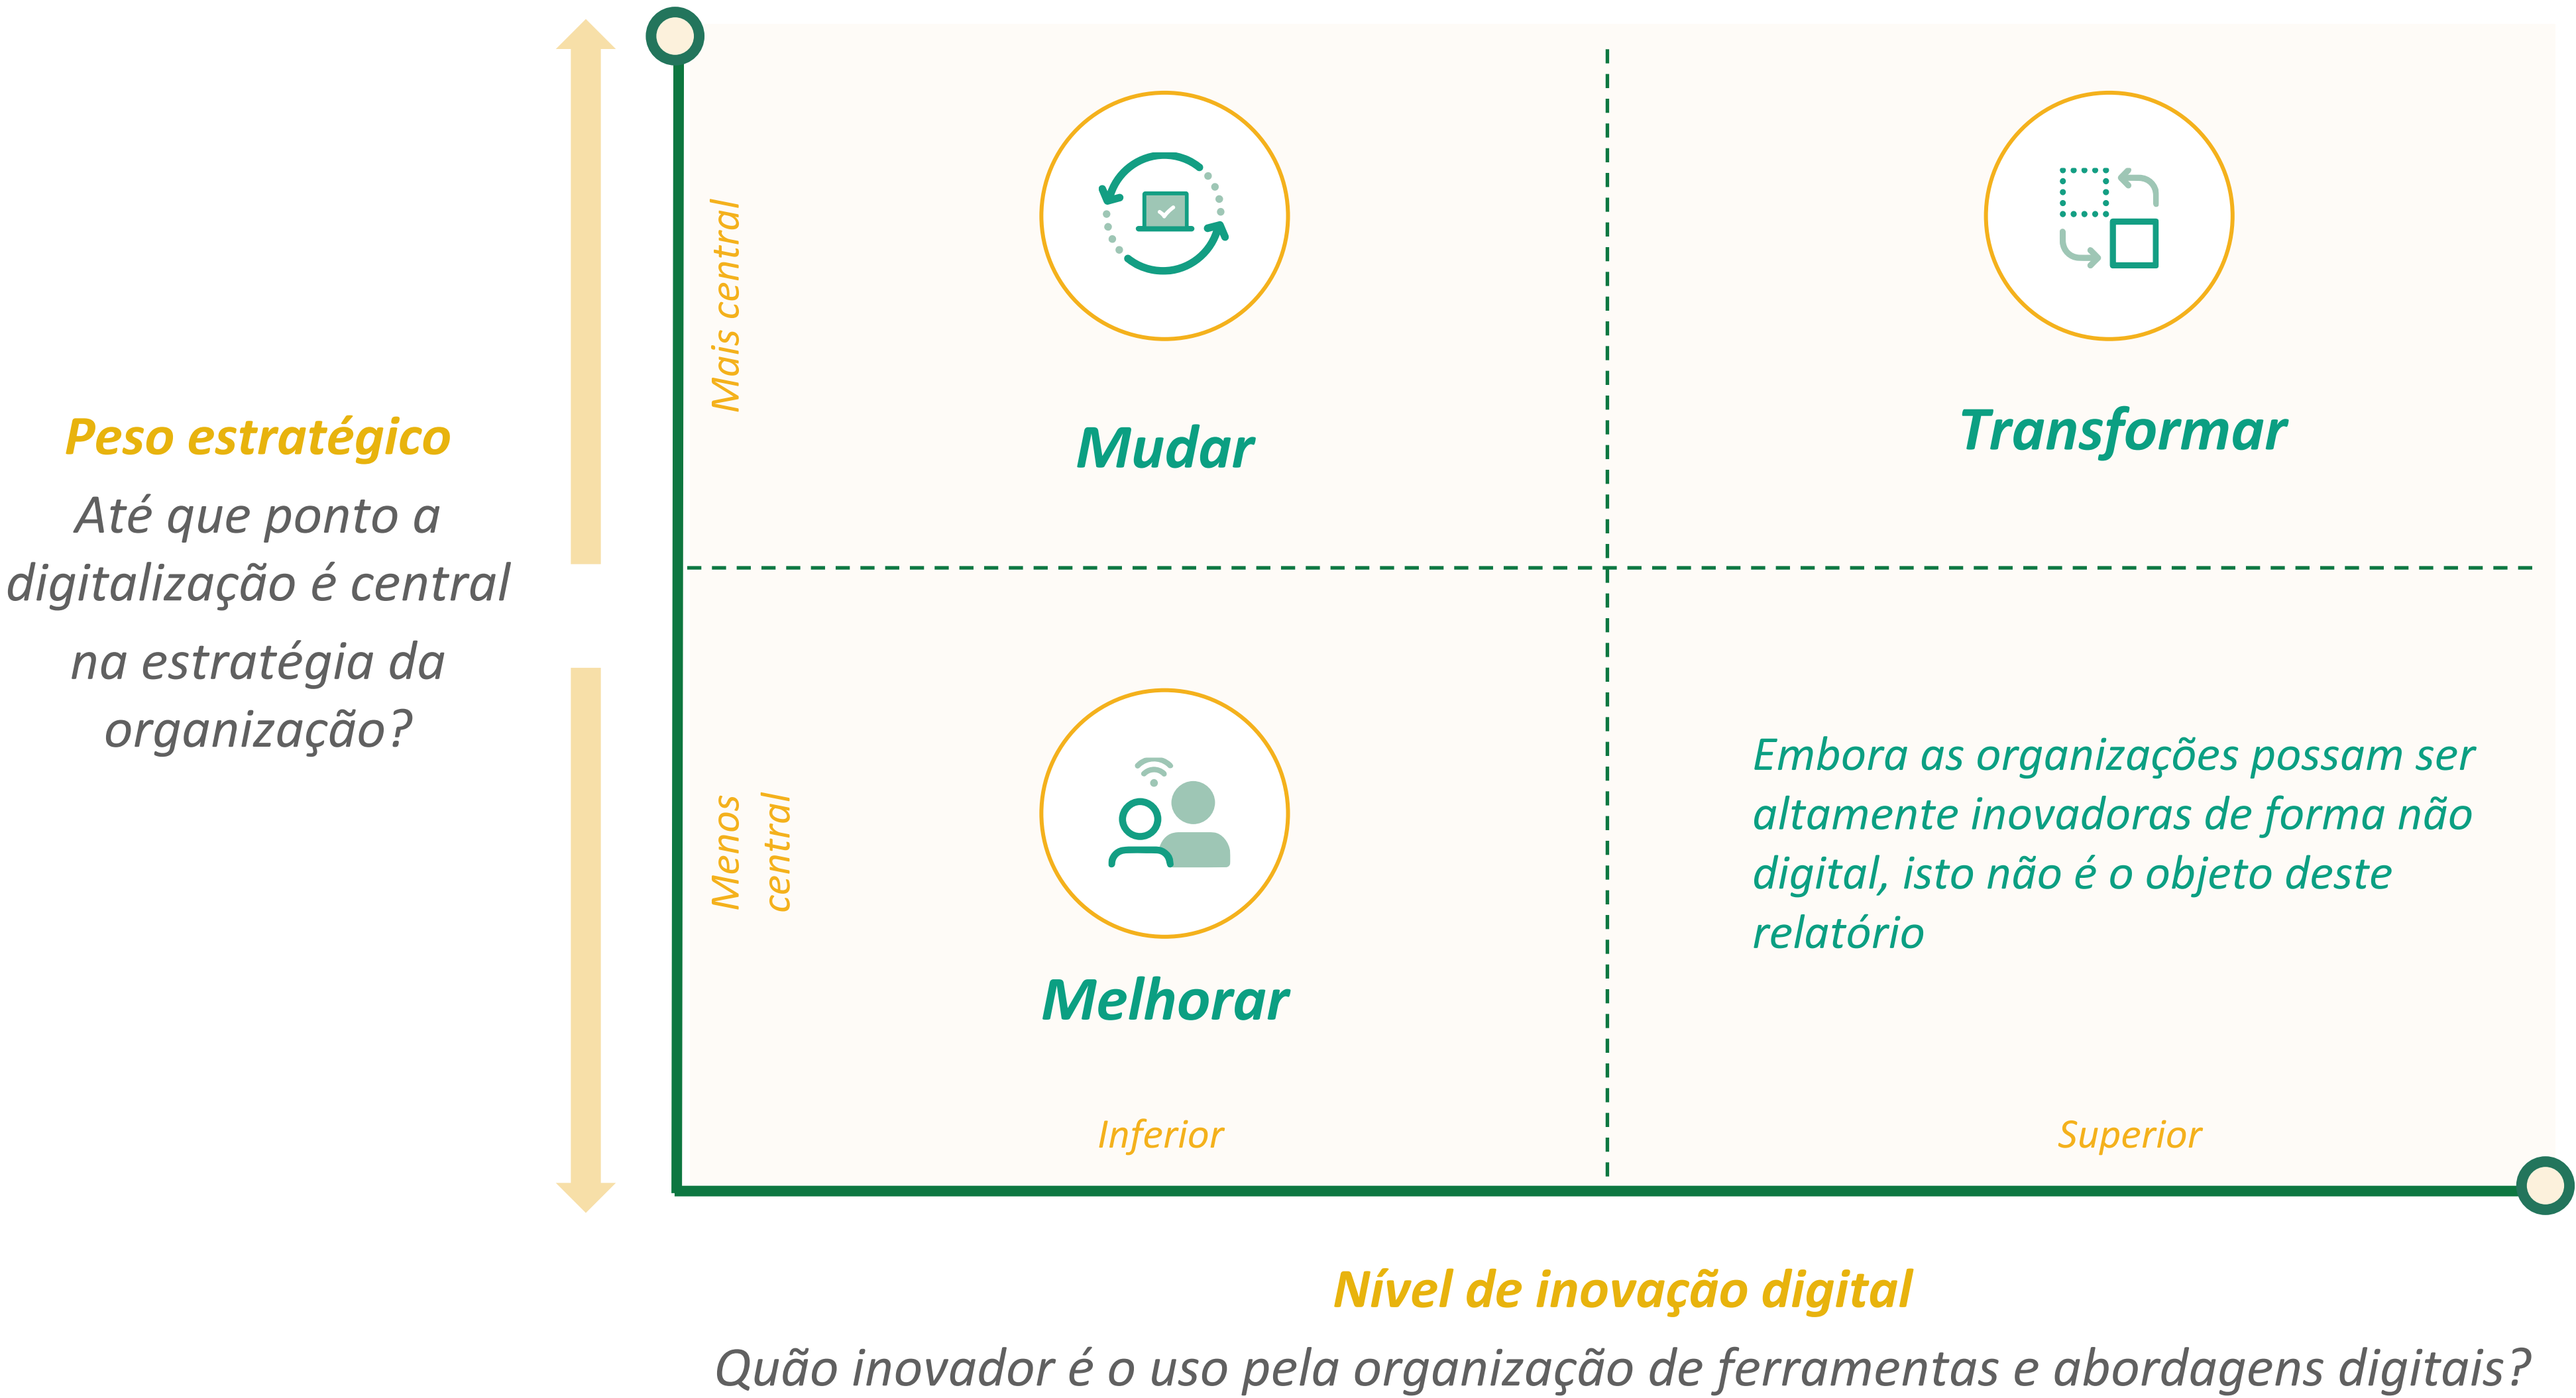 Peso estratégico
Até que ponto a
digitalização é central
na estratégia da
organização?
Mais central
Menos
central
Mudar
Transformar
Melhorar
Embora as organizações possam ser
altamente inovadoras de forma não
digital, isto não é o objeto deste
relatório
Inferior
Superior
Nível de inovação digital
Quão inovador é o uso pela organização de ferramentas e abordagens digitais?